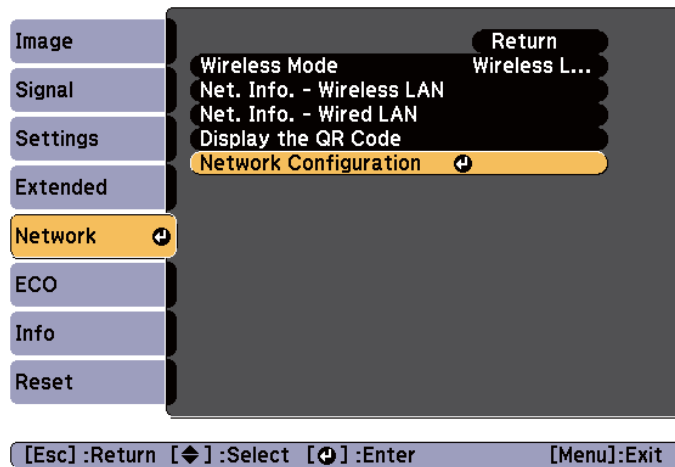 Image
Signal
Settings
Extended
Network
ECO
Info
Reset
Return
Wireless Mode Wireless L...
Net. Info. - Wireless LAN
Net. Info. - Wired LAN
Display the QR Code
Network Configuration
[Esc] :Return [◆] :Select [↵] :Enter [Menu]:Exit